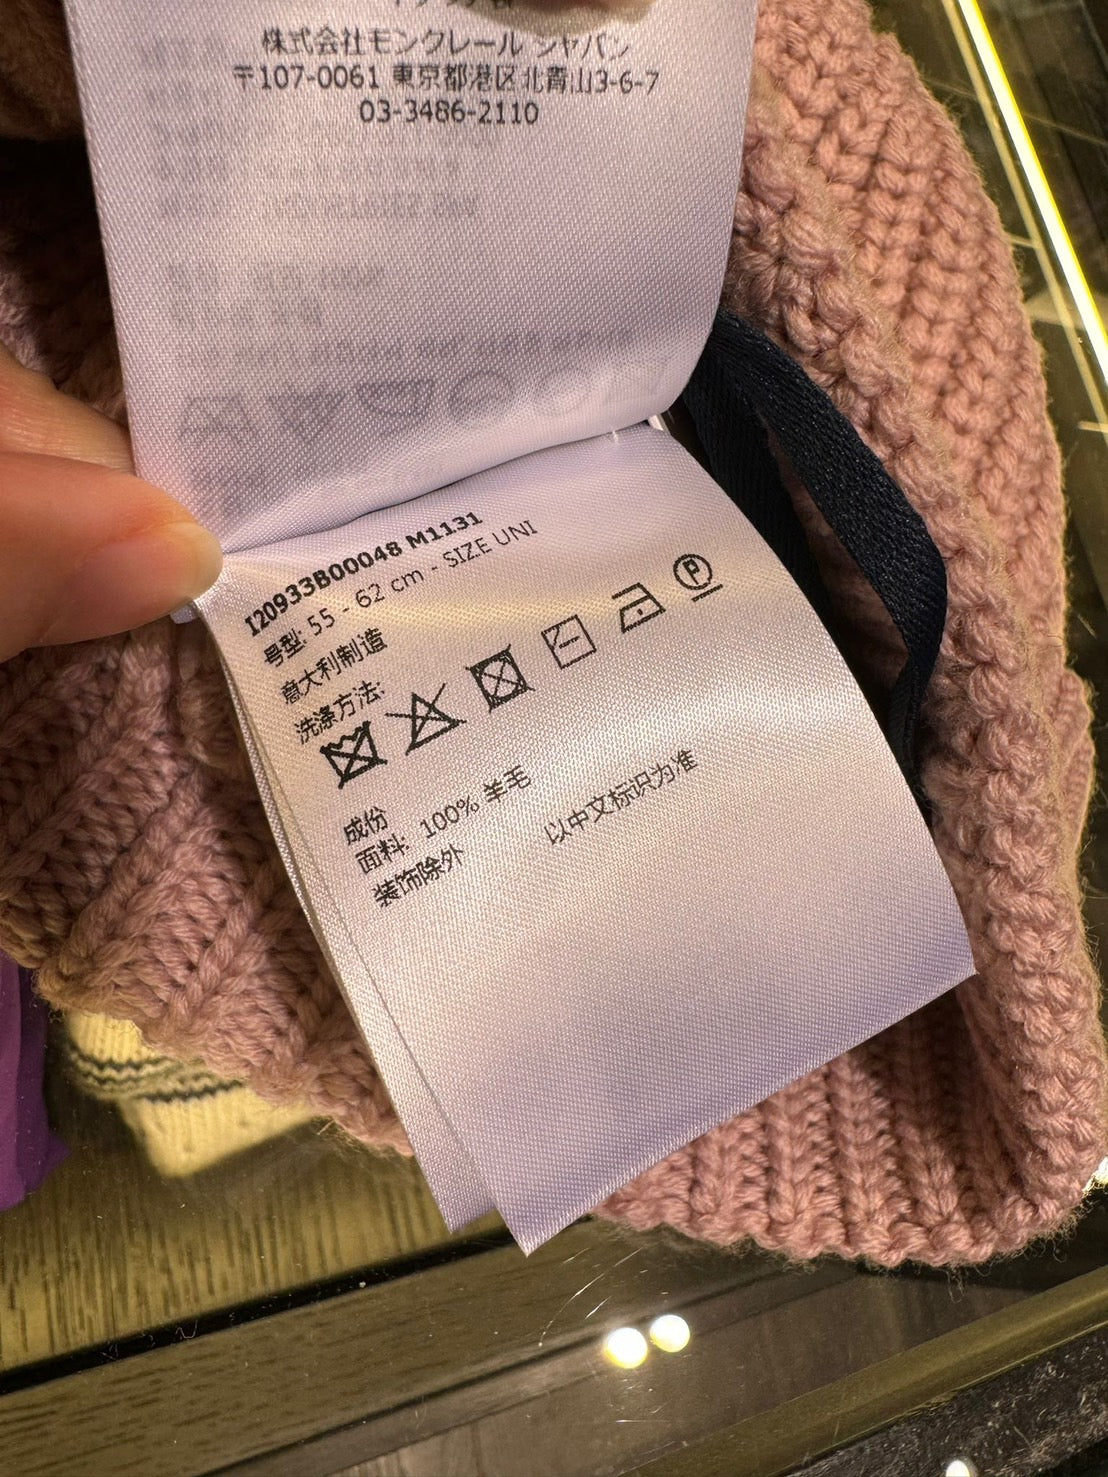 株式会社モンクレール ジャパン
〒107-0061 東京都港区北青山3-6-7
03-3486-2110
I20933B00048 M1131
号型: 55 - 62 cm - SIZE UNI
意大利制造
洗涤方法:
P
成份
面料: 100% 羊毛
装饰除外
以中文标识为准